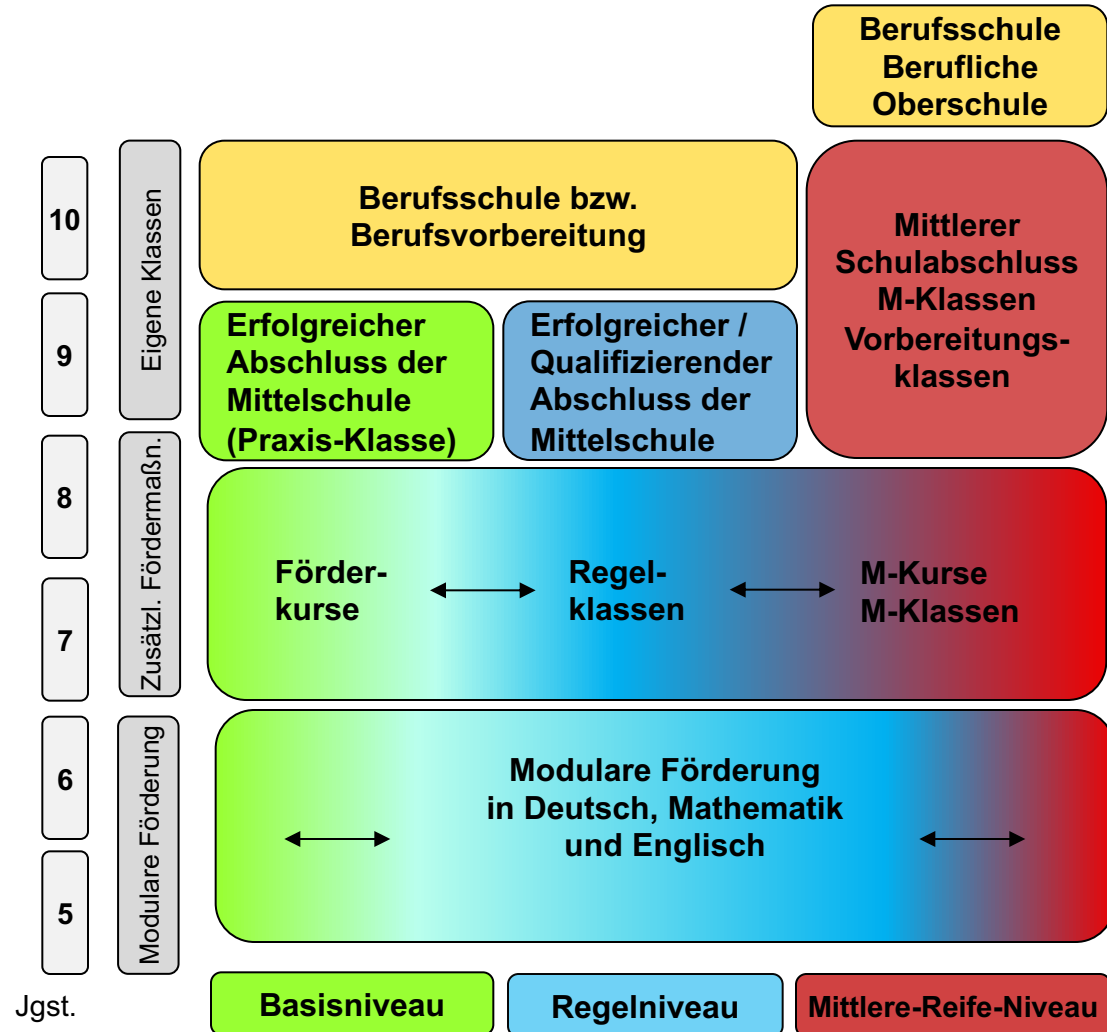 Berufsschule
Berufliche
Oberschule
10
Eigene Klassen
Berufsschule bzw.
Berufsvorbereitung
Mittlerer
Schulabschluss
M-Klassen
Vorbereitungs-
klassen
9
Erfolgreicher
Abschluss der
Mittelschule
(Praxis-Klasse)
Erfolgreicher /
Qualifizierender
Abschluss der
Mittelschule
8
Zusätzl. Fördermaßn.
Förder-
kurse
Regel-
klassen
M-Kurse
M-Klassen
7
6
Modulare Förderung
Modulare Förderung
in Deutsch, Mathematik
und Englisch
5
Jgst.
Basisniveau
Regelniveau
Mittlere-Reife-Niveau